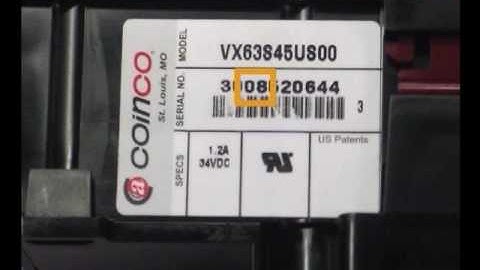 coinco
St. Louis, MO
MODEL
VX63S45US00
SERIAL NO.
3008520644
3
SPECS
1.2A
34VDC
US Patents